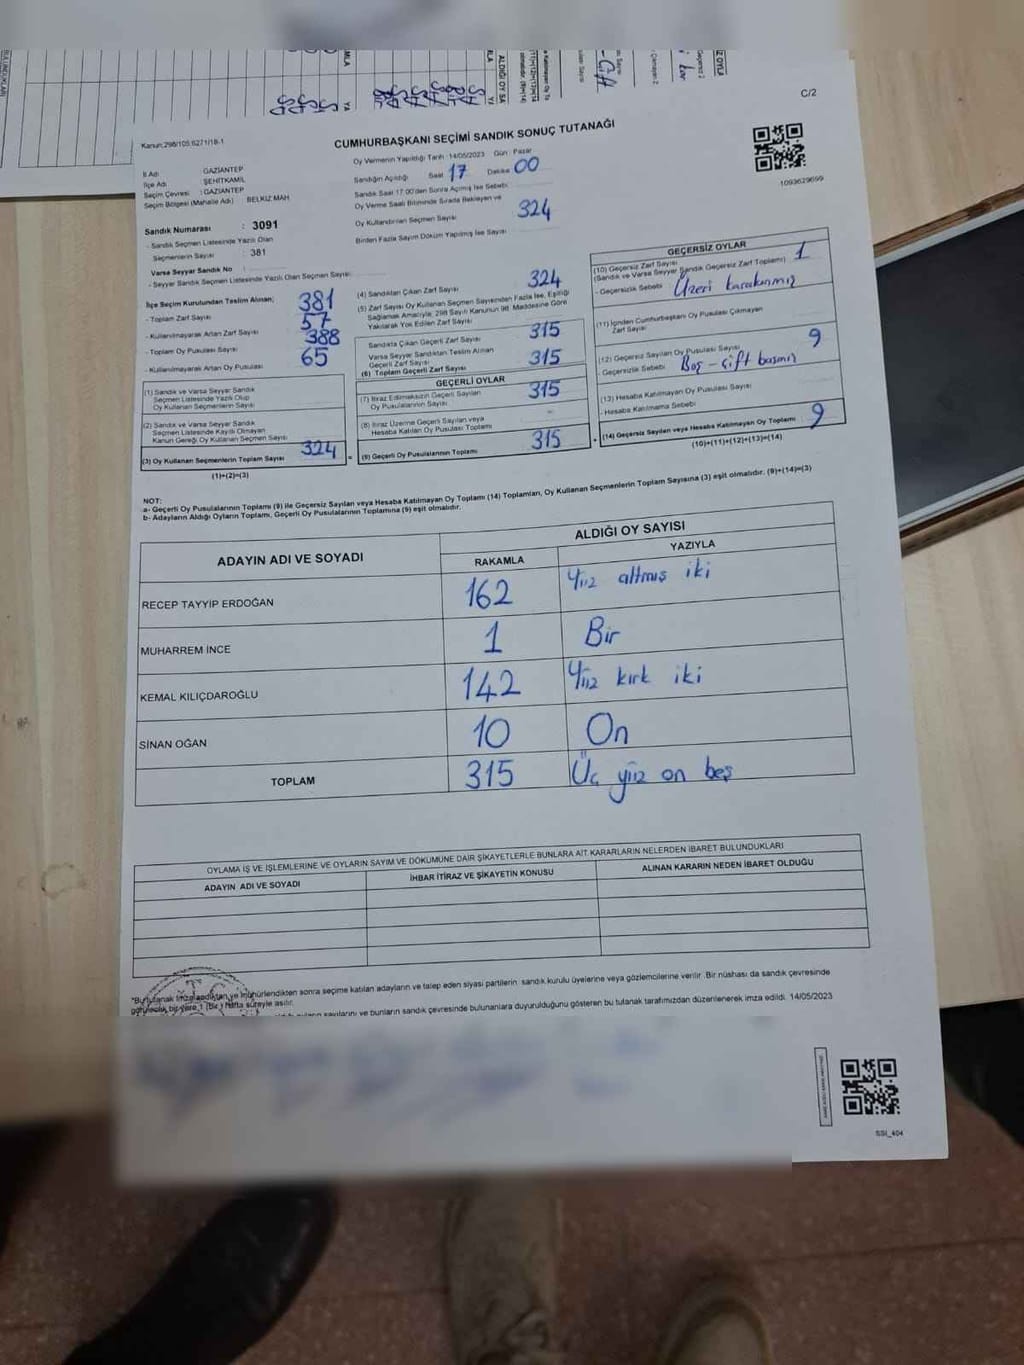 C/2
Kanun:298/105,6271/18-1
CUMHURBAŞKANI SEÇİMİ SANDIK SONUÇ TUTANAĞI
1093629699
İl Adı : GAZİANTEP
İlçe Adı : ŞEHİTKAMİL
Seçim Çevresi : GAZİANTEP
Seçim Bölgesi (Mahalle Adı) BELKIZ MAH.
Sandık Numarası : 3091
- Sandık Seçmen Listesinde Yazılı Olan
Seçmenlerin Sayısı : 381
Varsa Seyyar Sandık No :
- Seyyar Sandık Seçmen Listesinde Yazılı Olan Seçmen Sayısı:
Oy Vermenin Yapıldığı Tarih :14/05/2023 Gün : Pazar
Sandığın Açıldığı Saat 17 Dakika 00
Sandık Saat 17:00'den Sonra Açılmış İse Sebebi:
Oy Verme Saati Bitiminde Sırada Bekleyen ve
Oy Kullandırılan Seçmen Sayısı 324
Birden Fazla Sayım Döküm Yapılmış İse Sayısı
İlçe Seçim Kurulundan Teslim Alınan;
- Toplam Zarf Sayısı 381
- Kullanılmayarak Artan Zarf Sayısı 57
- Toplam Oy Pusulası Sayısı 388
- Kullanılmayarak Artan Oy Pusulası 65
(1) Sandık ve Varsa Seyyar Sandık
Seçmen Listesinde Yazılı Olup
Oy Kullanan Seçmenlerin Sayısı
(2) Sandık ve Varsa Seyyar Sandık
Seçmen Listesinde Kayıtlı Olmayan
Kanun Gereği Oy Kullanan Seçmen Sayısı
(3) Oy Kullanan Seçmenlerin Toplam Sayısı 324 =
(1)+(2)=(3)
(4) Sandıktan Çıkan Zarf Sayısı 324
(5) Zarf Sayısı Oy Kullanan Seçmen Sayısından Fazla İse, Eşitliği
Sağlamak Amacıyla, 298 Sayılı Kanunun 98. Maddesine Göre
Yakılarak Yok Edilen Zarf Sayısı
Sandıkta Çıkan Geçerli Zarf Sayısı 315
Varsa Seyyar Sandıktan Teslim Alınan
Geçerli Zarf Sayısı
(6) Toplam Geçerli Zarf Sayısı 315
GEÇERLİ OYLAR
(7) İtiraz Edilmeksizin Geçerli Sayılan
Oy Pusulalarının Sayısı 315
(8) İtiraz Üzerine Geçerli Sayılan veya
Hesaba Katılan Oy Pusulası Toplamı -
(9) Geçerli Oy Pusulalarının Toplamı 315 +
GEÇERSİZ OYLAR
(10) Geçersiz Zarf Sayısı
(Sandık ve Varsa Seyyar Sandık Geçersiz Zarf Toplamı) 1
- Geçersizlik Sebebi Üzeri karalanmış
(11) İçinden Cumhurbaşkanı Oy Pusulası Çıkmayan
Zarf Sayısı
(12) Geçersiz Sayılan Oy Pusulası Sayısı 9
- Geçersizlik Sebebi Boş - Çift basmış
(13) Hesaba Katılmayan Oy Pusulası Sayısı
- Hesaba Katılmama Sebebi
(14) Geçersiz Sayılan veya Hesaba Katılmayan Oy Toplamı 9
(10)+(11)+(12)+(13)=(14)
NOT:
a- Geçerli Oy Pusulalarının Toplamı (9) ile Geçersiz Sayılan veya Hesaba Katılmayan Oy Toplamı (14) Toplamları, Oy Kullanan Seçmenlerin Toplam Sayısına (3) eşit olmalıdır. (9)+(14)=(3)
b- Adayların Aldığı Oyların Toplamı, Geçerli Oy Pusulalarının Toplamına (9) eşit olmalıdır.
ADAYIN ADI VE SOYADI
ALDIĞI OY SAYISI
RAKAMLA YAZIYLA
RECEP TAYYİP ERDOĞAN 162 Yüz altmış iki
MUHARREM İNCE 1 Bir
KEMAL KILIÇDAROĞLU 142 Yüz kırk iki
SİNAN OĞAN 10 On
TOPLAM 315 Üç yüz on beş
OYLAMA İŞ VE İŞLEMLERİNE VE OYLARIN SAYIM VE DÖKÜMÜNE DAİR ŞİKAYETLERLE BUNLARA AİT KARARLARIN NELERDEN İBARET BULUNDUKLARI
ADAYIN ADI VE SOYADI İHBAR İTİRAZ VE ŞİKAYETİN KONUSU ALINAN KARARIN NEDEN İBARET OLDUĞU
*Bu tutanak imzalandıktan ve mühürlendikten sonra seçime katılan adayların ve talep eden siyasi partilerin sandık kurulu üyelerine veya gözlemcilerine verilir. Bir nüshası da sandık çevresinde
görülecek bir yere 1 (Bir) hafta süreyle asılır.
sayılarını ve bunların sandık çevresinde bulunanlara duyurulduğunu gösteren bu tutanak tarafımızdan düzenlenerek imza edildi. 14/05/2023
SSI_404